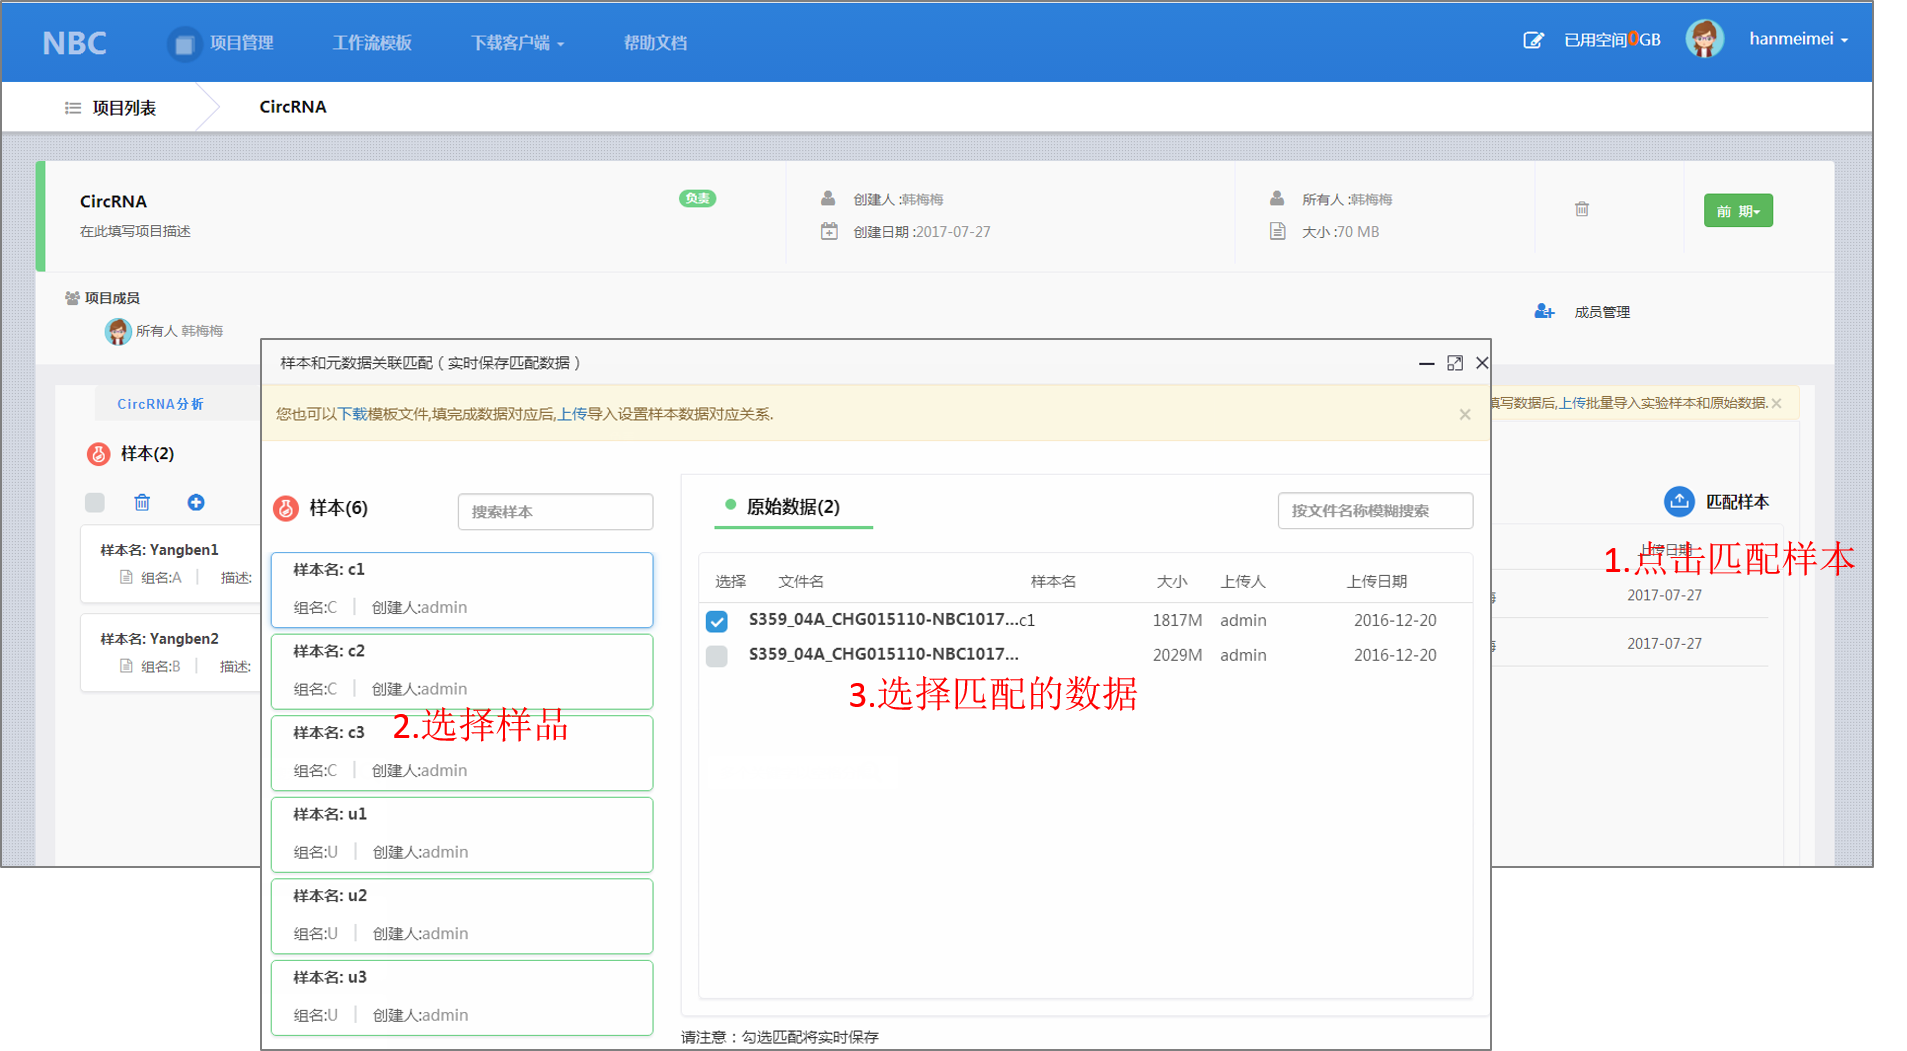 NBC
项目管理
工作流模板
下载客户端
帮助文档
已用空间0GB
hanmeimei
项目列表
CircRNA
CircRNA
负责
在此填写项目描述
创建人 :韩梅梅
创建日期 :2017-07-27
所有人 :韩梅梅
大小 :70 MB
前 期
项目成员
所有人 韩梅梅
成员管理
CircRNA分析
填写数据后,上传批量导入实验样本和原始数据.
样本(2)
样本名: Yangben1
组名:A
描述:
样本名: Yangben2
组名:B
描述:
匹配样本
上传日期
1.点击匹配样本
2017-07-27
2017-07-27
样本和元数据关联匹配 ( 实时保存匹配数据 )
您也可以下载模板文件,填完成数据对应后,上传导入设置样本数据对应关系.
样本(6)
搜索样本
样本名: c1
组名:C
创建人:admin
样本名: c2
组名:C
创建人:admin
2.选择样品
样本名: c3
组名:C
创建人:admin
样本名: u1
组名:U
创建人:admin
样本名: u2
组名:U
创建人:admin
样本名: u3
组名:U
创建人:admin
原始数据(2)
按文件名称模糊搜索
选择 文件名 样本名 大小 上传人 上传日期
S359_04A_CHG015110-NBC1017...c1 1817M admin 2016-12-20
S359_04A_CHG015110-NBC1017... 2029M admin 2016-12-20
3.选择匹配的数据
请注意：勾选匹配将实时保存